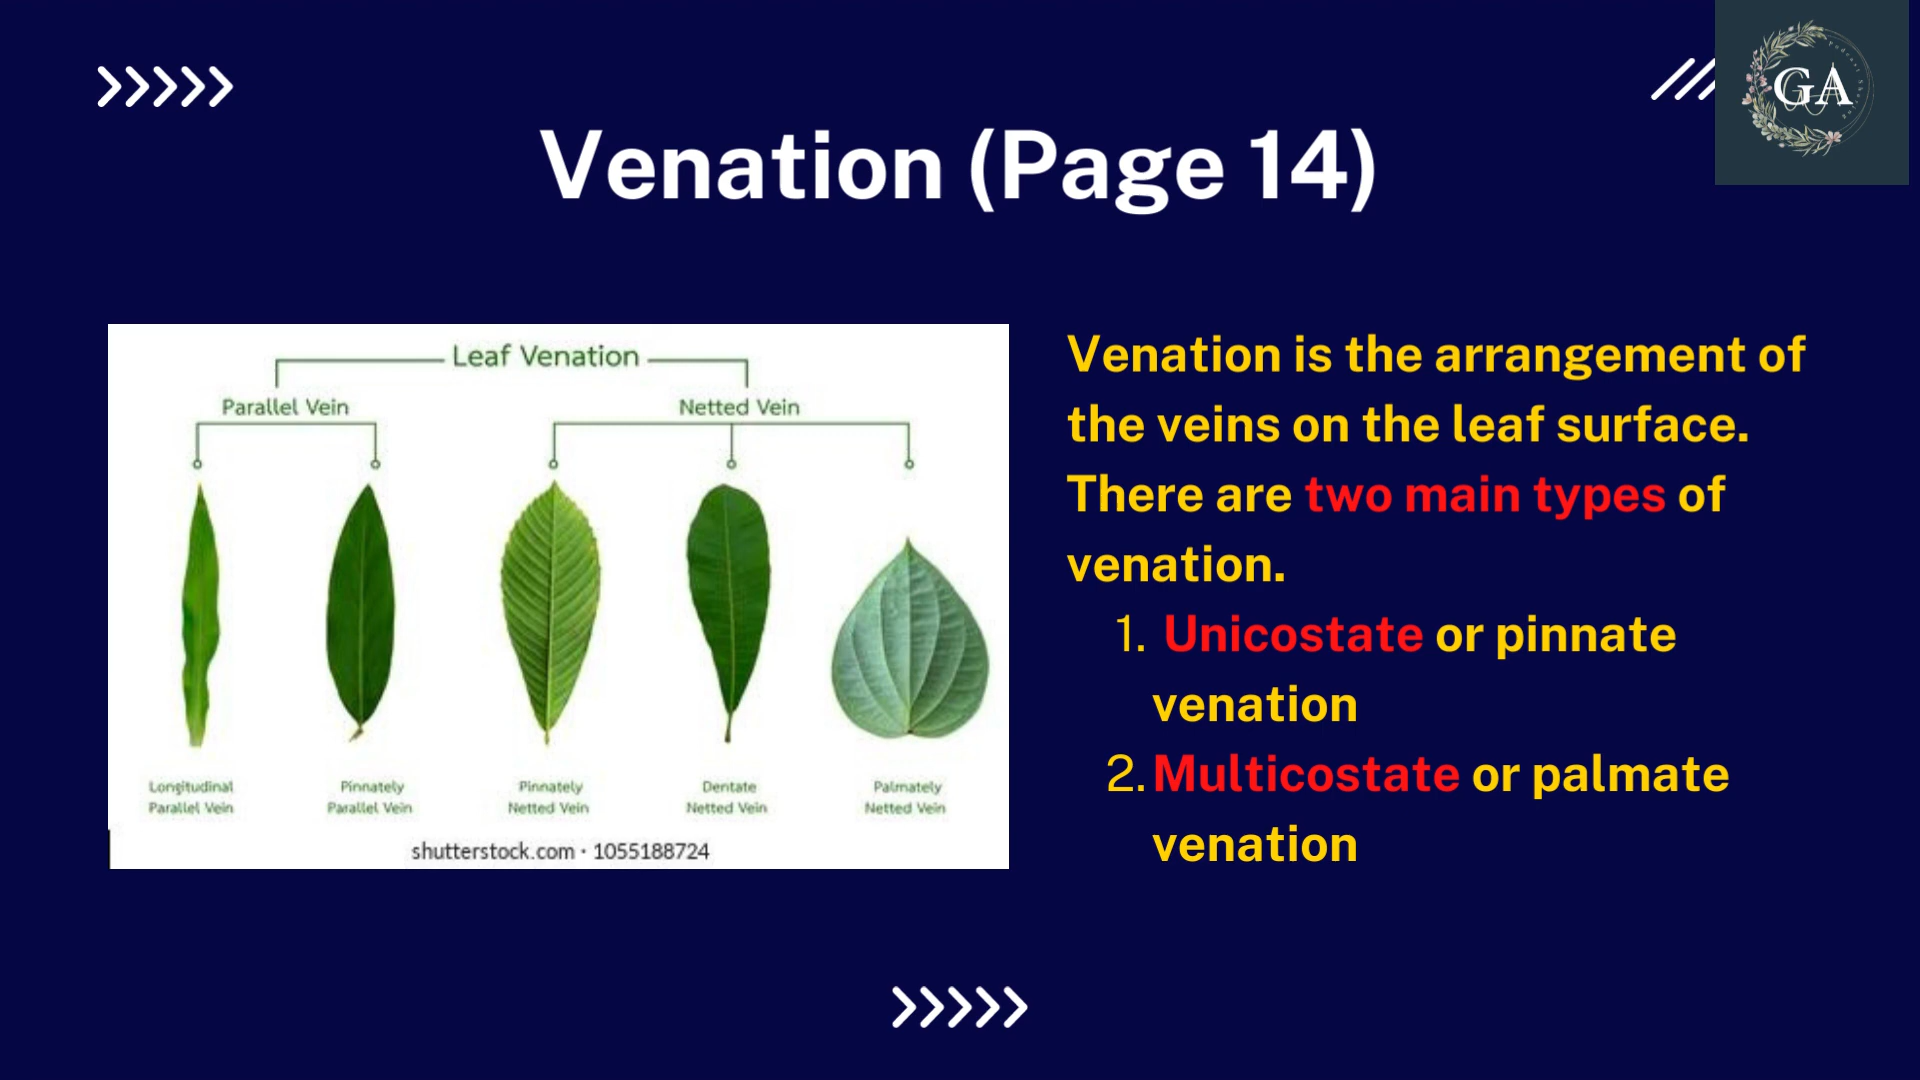 GA
Venation (Page 14)
Leaf Venation
Parallel Vein
Netted Vein
Longitudinal
Parallel Vein
Pinnately
Parallel Vein
Pinnately
Netted Vein
Dentate
Netted Vein
Palmately
Netted Vein
shutterstock.com · 1055188724
Venation is the arrangement of
the veins on the leaf surface.
There are two main types of
venation.
1. Unicostate or pinnate
venation
2. Multicostate or palmate
venation